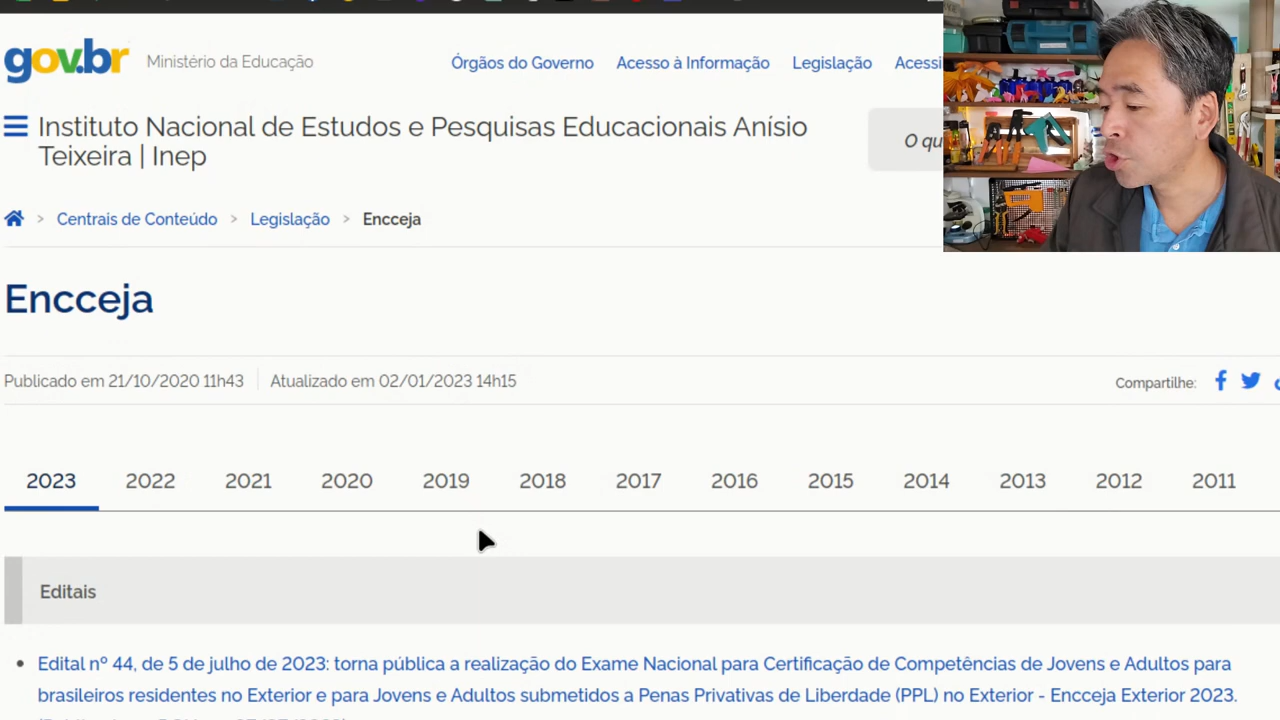 gov.br Ministério da Educação Órgãos do Governo Acesso à Informação Legislação Acessi
Instituto Nacional de Estudos e Pesquisas Educacionais Anísio
Teixeira | Inep
O qu
> Centrais de Conteúdo > Legislação > Encceja
Encceja
Publicado em 21/10/2020 11h43 Atualizado em 02/01/2023 14h15 Compartilhe:
2023 2022 2021 2020 2019 2018 2017 2016 2015 2014 2013 2012 2011
Editais
• Edital nº 44, de 5 de julho de 2023: torna pública a realização do Exame Nacional para Certificação de Competências de Jovens e Adultos para
brasileiros residentes no Exterior e para Jovens e Adultos submetidos a Penas Privativas de Liberdade (PPL) no Exterior - Encceja Exterior 2023.